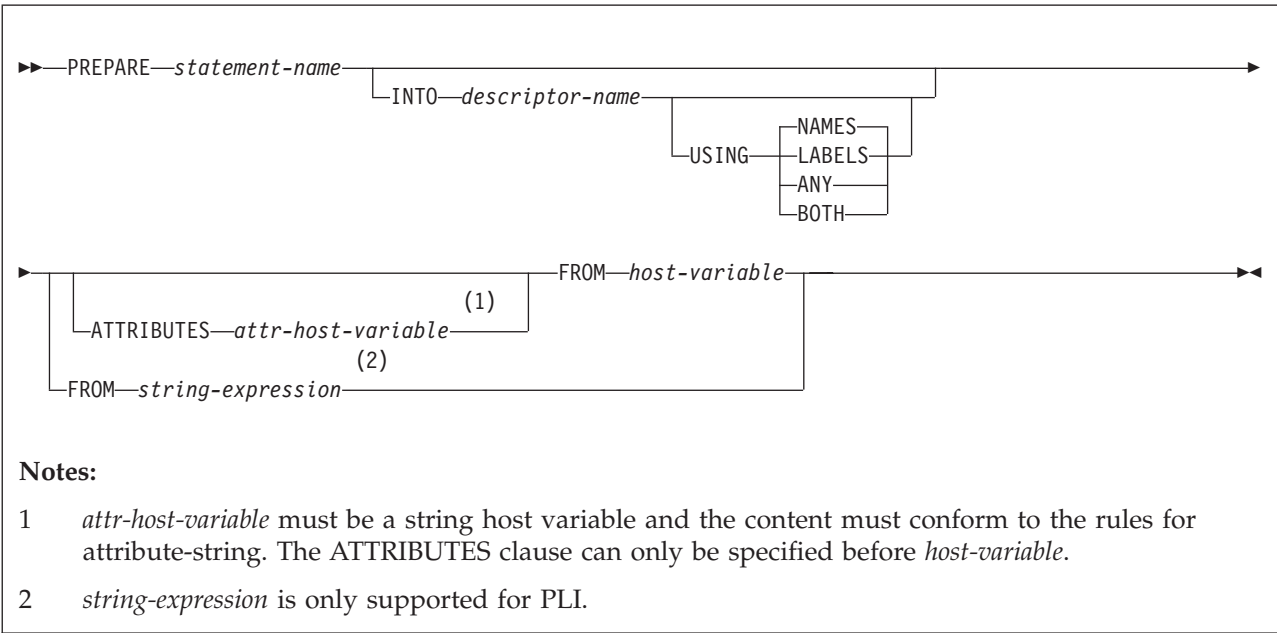 PREPARE statement-name
INTO descriptor-name
NAMES
USING LABELS
ANY
BOTH
FROM host-variable
(1)
ATTRIBUTES attr-host-variable
(2)
FROM string-expression
Notes:
1 attr-host-variable must be a string host variable and the content must conform to the rules for
attribute-string. The ATTRIBUTES clause can only be specified before host-variable.
2 string-expression is only supported for PLI.